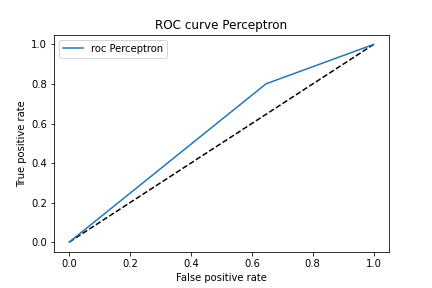 ROC curve Perceptron
roc Perceptron
True positive rate
1.0
0.8
0.6
0.4
0.2
0.0
0.0 0.2 0.4 0.6 0.8 1.0
False positive rate